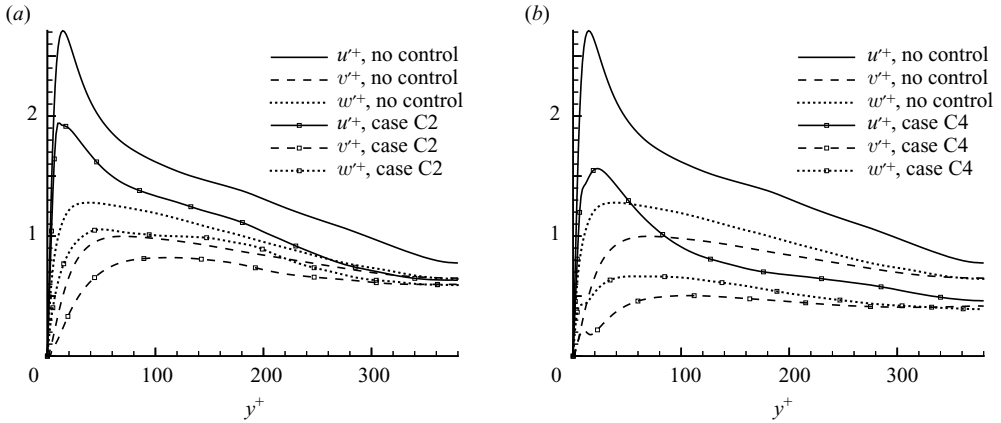 (a)
u′+, no control
v′+, no control
w′+, no control
u′+, case C2
v′+, case C2
w′+, case C2
2
1
0
100
200
300
y+
(b)
u′+, no control
v′+, no control
w′+, no control
u′+, case C4
v′+, case C4
w′+, case C4
2
1
0
100
200
300
y+